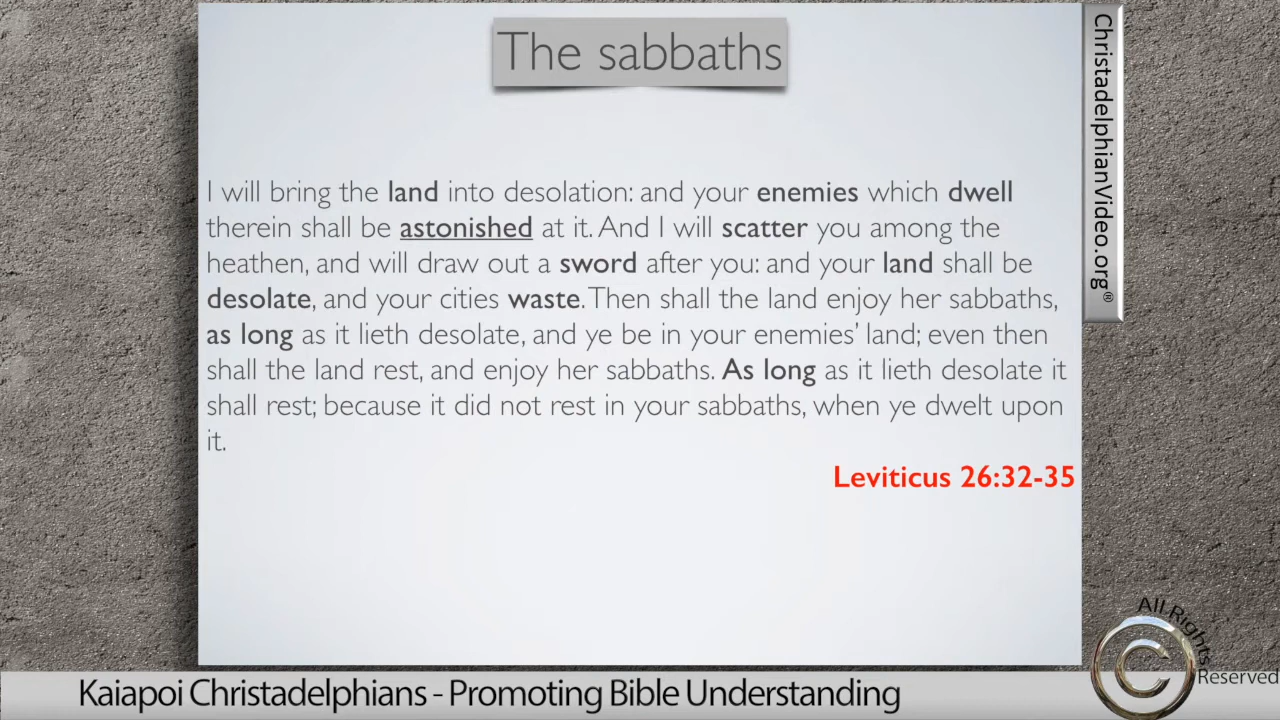 The sabbaths
I will bring the land into desolation: and your enemies which dwell
therein shall be astonished at it. And I will scatter you among the
heathen, and will draw out a sword after you: and your land shall be
desolate, and your cities waste. Then shall the land enjoy her sabbaths,
as long as it lieth desolate, and ye be in your enemies’ land; even then
shall the land rest, and enjoy her sabbaths. As long as it lieth desolate it
shall rest; because it did not rest in your sabbaths, when ye dwelt upon
it.
Leviticus 26:32-35
ChristadelphianVideo.org®
All Rights
©
Reserved
Kaiapoi Christadelphians - Promoting Bible Understanding